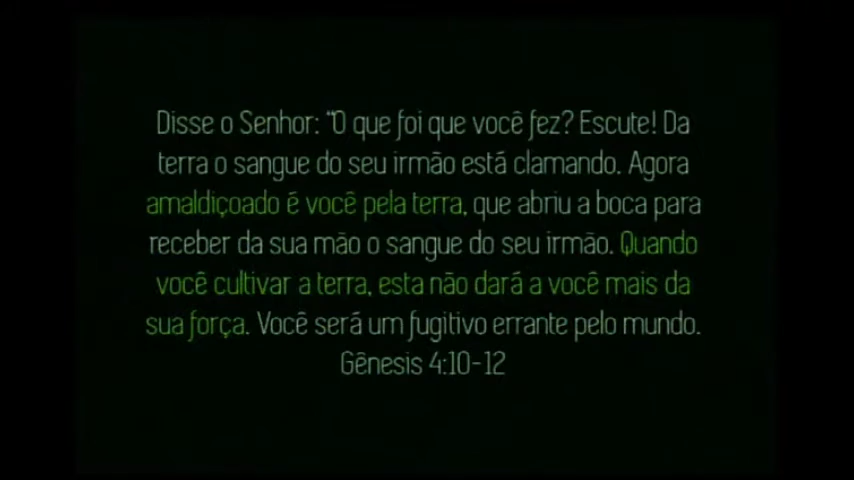 Disse o Senhor: "O que foi que você fez? Escute! Da
terra o sangue do seu irmão está clamando. Agora
amaldiçoado é você pela terra, que abriu a boca para
receber da sua mão o sangue do seu irmão. Quando
você cultivar a terra, esta não dará a você mais da
sua força. Você será um fugitivo errante pelo mundo.
Gênesis 4:10-12